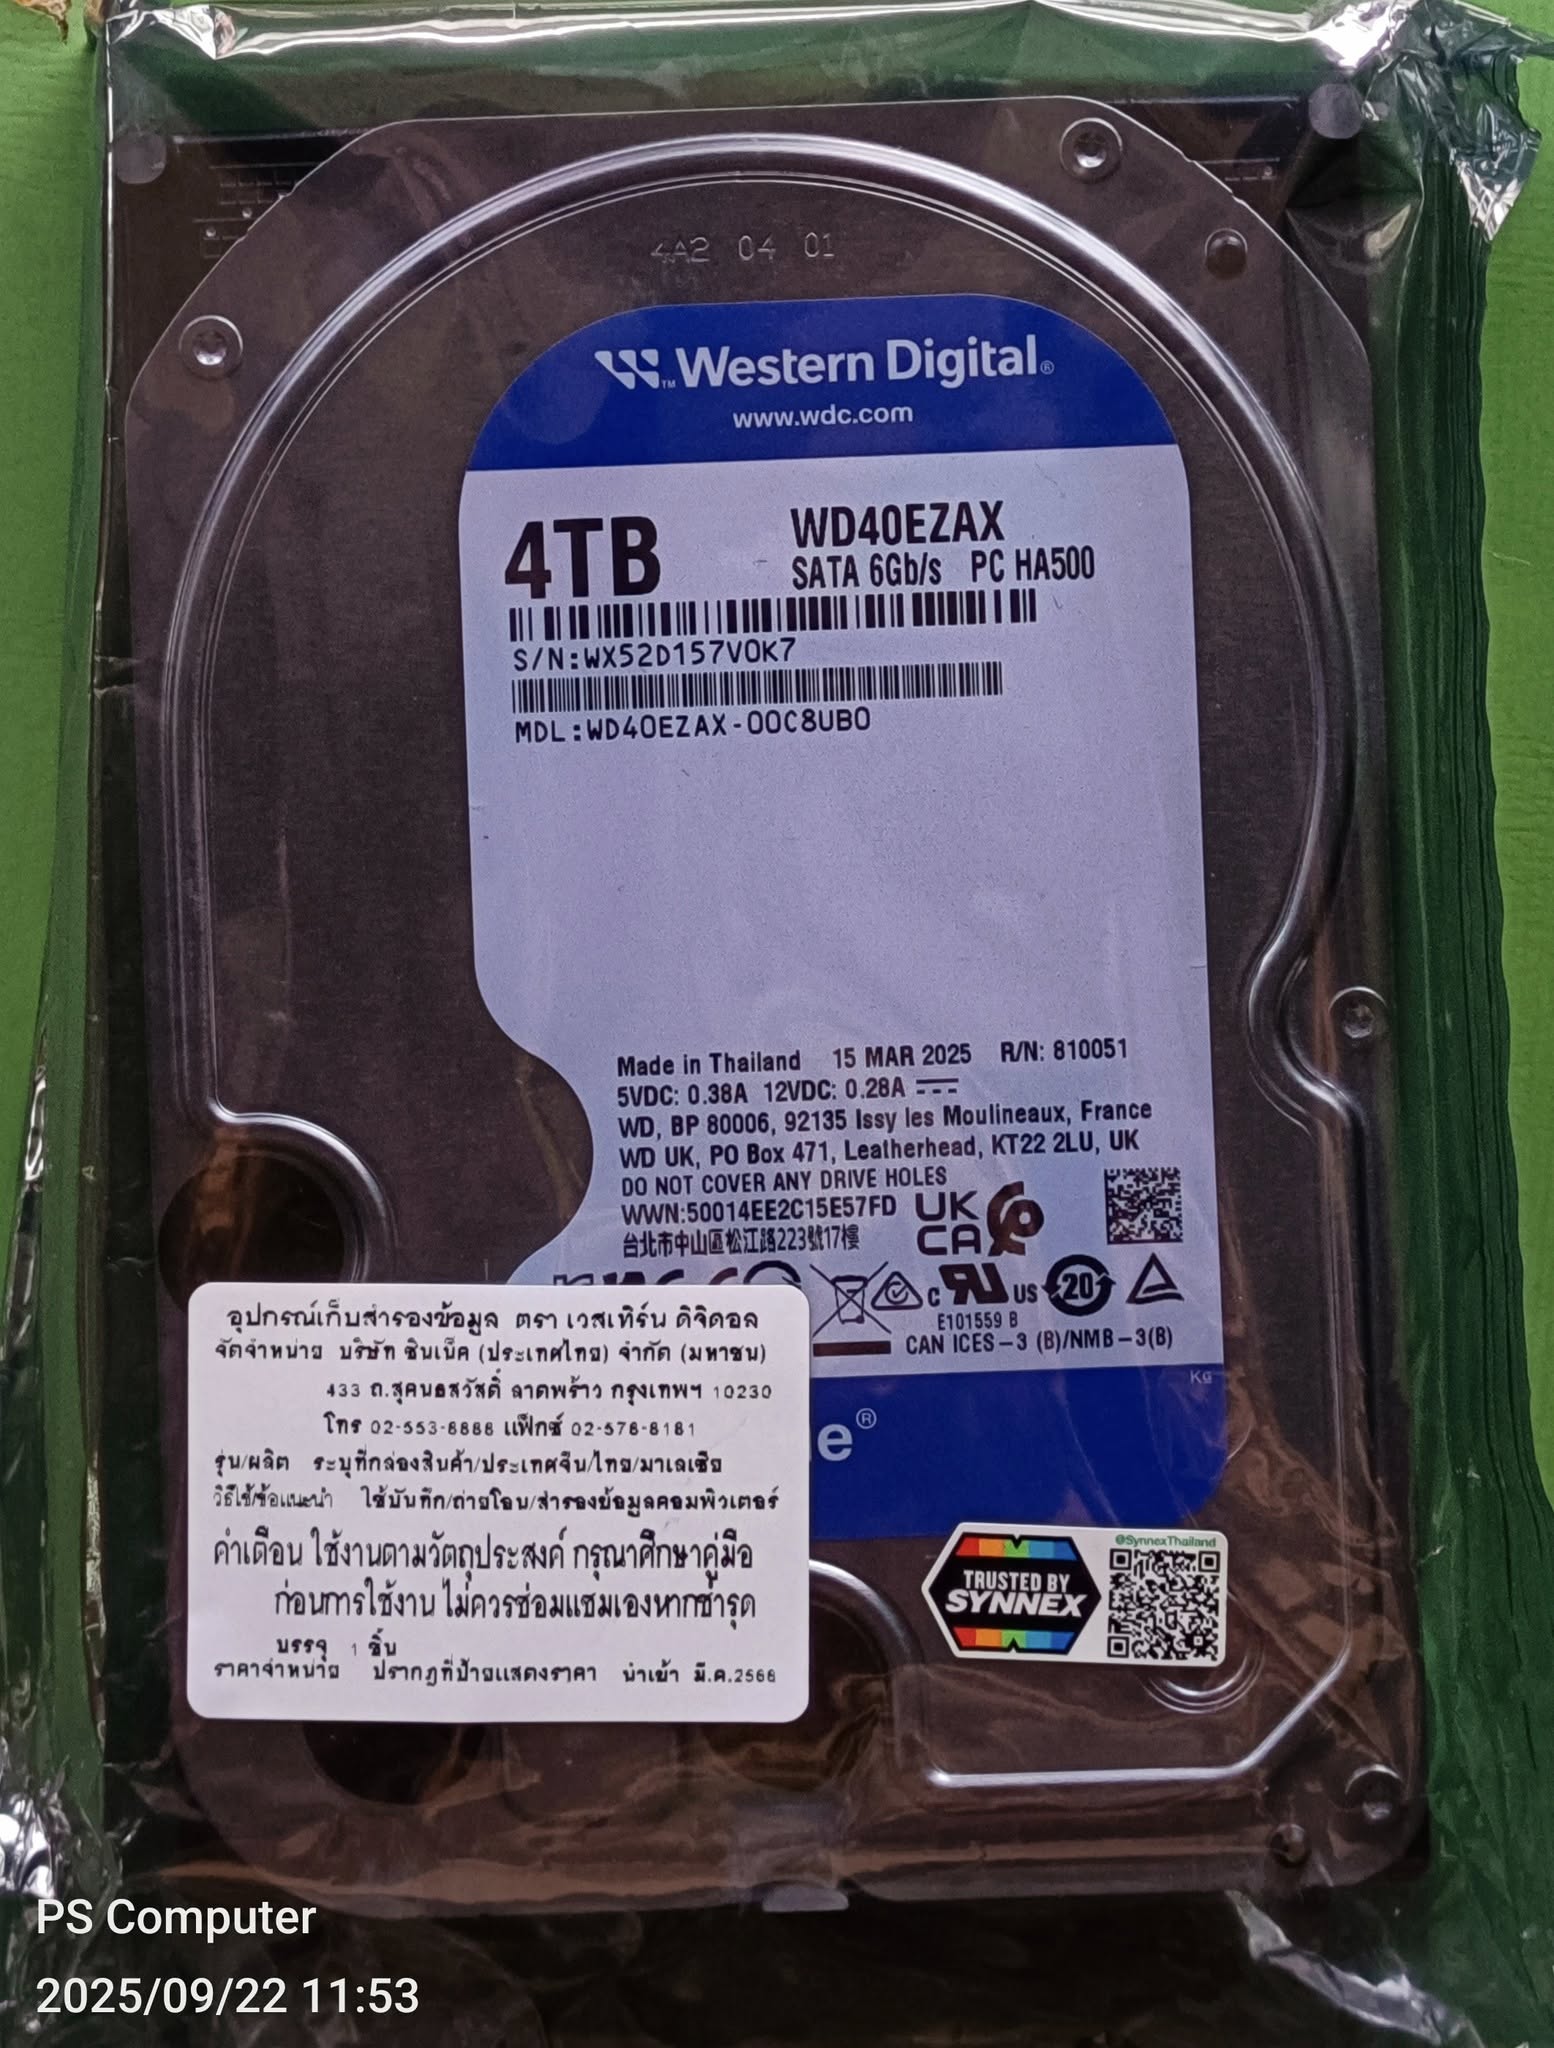 4A2 04 01
Western Digital®
www.wdc.com
4TB
WD40EZAX
SATA 6Gb/s PC HA500
S/N:WX52D157V0K7
MDL:WD40EZAX-00C8UB0
Made in Thailand 15 MAR 2025 R/N: 810051
5VDC: 0.38A 12VDC: 0.28A
WD, BP 80006, 92135 Issy les Moulineaux, France
WD UK, PO Box 471, Leatherhead, KT22 2LU, UK
DO NOT COVER ANY DRIVE HOLES
WWN:50014EE2C15E57FD
UK
CA
台北市中山區松江路223號17樓
C US
20
E101559 B
CAN ICES-3 (B)/NMB-3(B)
e®
อุปกรณ์เก็บสำรองข้อมูล ตรา เวสเทิร์น ดิจิตอล
จัดจำหน่าย บริษัท ซินเน็ค (ประเทศไทย) จำกัด (มหาชน)
433 ถ.สุคนธสวัสดิ์ ลาดพร้าว กรุงเทพฯ 10230
โทร 02-553-8888 แฟ็กซ์ 02-578-8181
รุ่น/ผลิต ระบุที่กล่องสินค้า/ประเทศจีน/ไทย/มาเลเซีย
วิธีใช้/ข้อแนะนำ ใช้บันทึก/ถ่ายโอน/สำรองข้อมูลคอมพิวเตอร์
คำเตือน ใช้งานตามวัตถุประสงค์ กรุณาศึกษาคู่มือ
ก่อนการใช้งาน ไม่ควรซ่อมแซมเองหากชำรุด
บรรจุ 1 ชิ้น
ราคาจำหน่าย ปรากฎที่ป้ายแสดงราคา นำเข้า มี.ค.2568
@SynnexThailand
TRUSTED BY
SYNNEX
PS Computer
2025/09/22 11:53